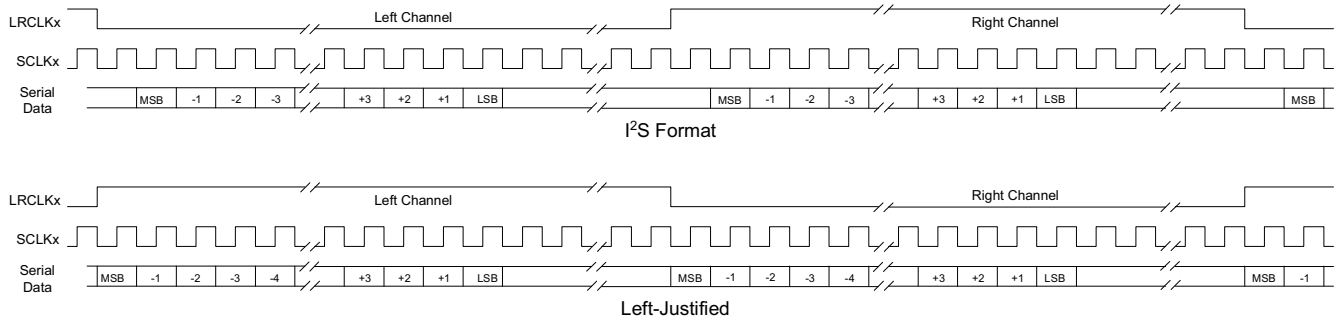 LRCLKx Left Channel Right Channel
SCLKx
Serial Data MSB -1 -2 -3 +3 +2 +1 LSB MSB -1 -2 -3 +3 +2 +1 LSB MSB
I²S Format
LRCLKx Left Channel Right Channel
SCLKx
Serial Data MSB -1 -2 -3 -4 +3 +2 +1 LSB MSB -1 -2 -3 -4 +3 +2 +1 LSB MSB -1
Left-Justified